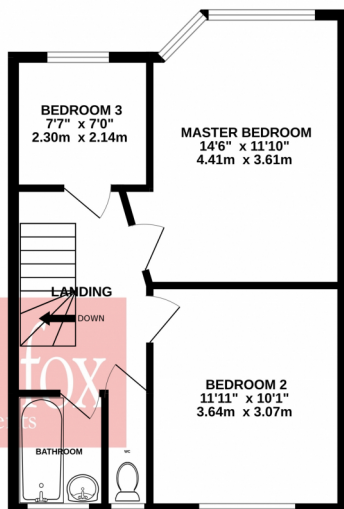 BEDROOM 3
7'7" x 7'0"
2.30m x 2.14m
MASTER BEDROOM
14'6" x 11'10"
4.41m x 3.61m
LANDING
DOWN
fox
BEDROOM 2
11'11" x 10'1"
3.64m x 3.07m
BATHROOM
WC